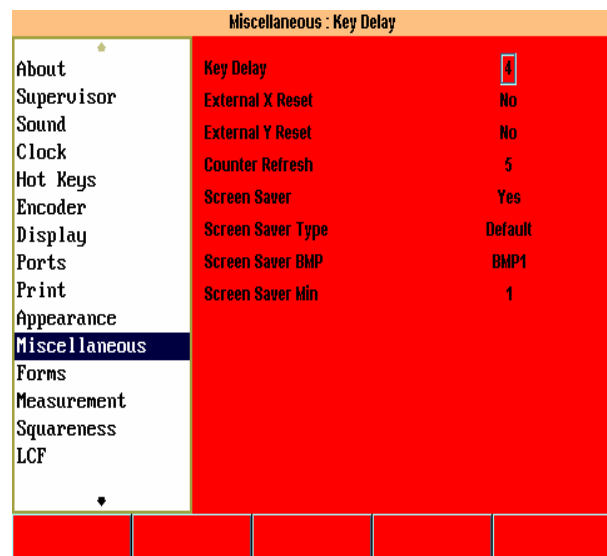 Miscellaneous : Key Delay
About
Supervisor
Sound
Clock
Hot Keys
Encoder
Display
Ports
Print
Appearance
Miscellaneous
Forms
Measurement
Squareness
LCF
Key Delay 4
External X Reset No
External Y Reset No
Counter Refresh 5
Screen Saver Yes
Screen Saver Type Default
Screen Saver BMP BMP1
Screen Saver Min 1